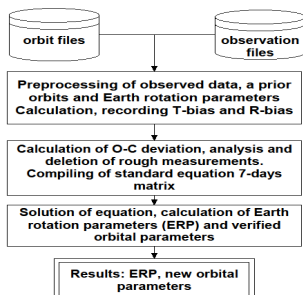 orbit files
observation
files
Preprocessing of observed data, a prior
orbits and Earth rotation parameters
Calculation, recording T-bias and R-bias
Calculation of O-C deviation, analysis and
deletion of rough measurements.
Compiling of standard equation 7-days
matrix
Solution of equation, calculation of Earth
rotation parameters (ERP) and verified
orbital parameters
Results: ERP, new orbital
parameters